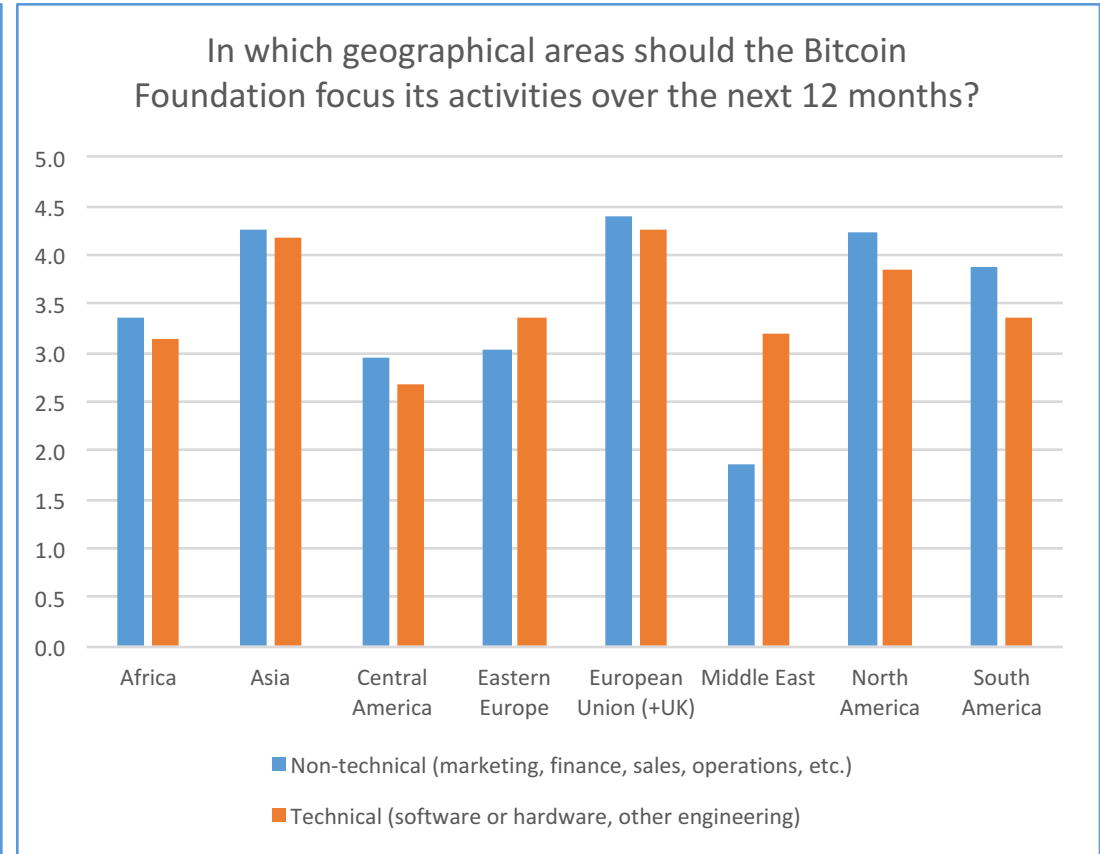 In which geographical areas should the Bitcoin
Foundation focus its activities over the next 12 months?
5.0
4.5
4.0
3.5
3.0
2.5
2.0
1.5
1.0
0.5
0.0
Africa
Asia
Central
America
Eastern
Europe
European
Union (+UK)
Middle East
North
America
South
America
Non-technical (marketing, finance, sales, operations, etc.)
Technical (software or hardware, other engineering)